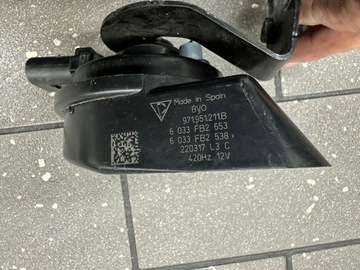 Made in Spain
BVO
971951211B
6 033 FB2 653
6 033 FB2 538
220317 L3 C
420Hz 12V